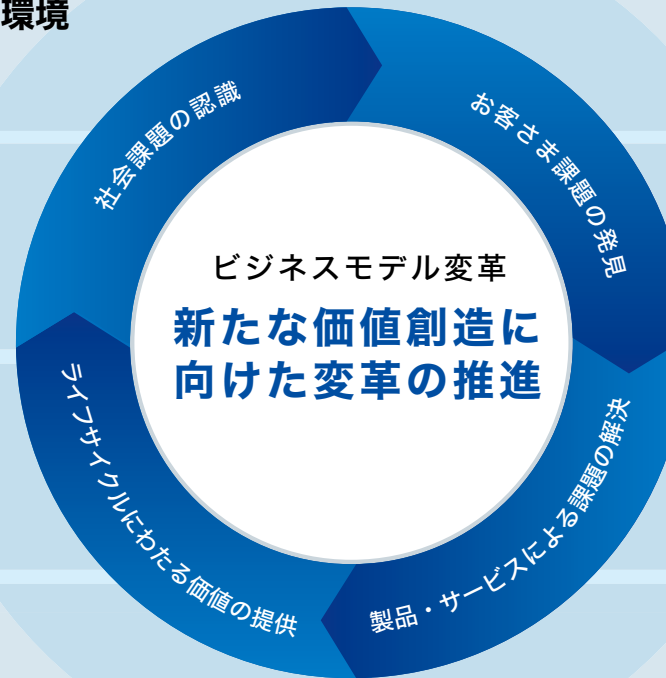 環境
社会課題の認識
お客さま課題の発見
ビジネスモデル変革
新たな価値創造に
向けた変革の推進
製品・サービスによる課題の解決
ライフサイクルにわたる価値の提供